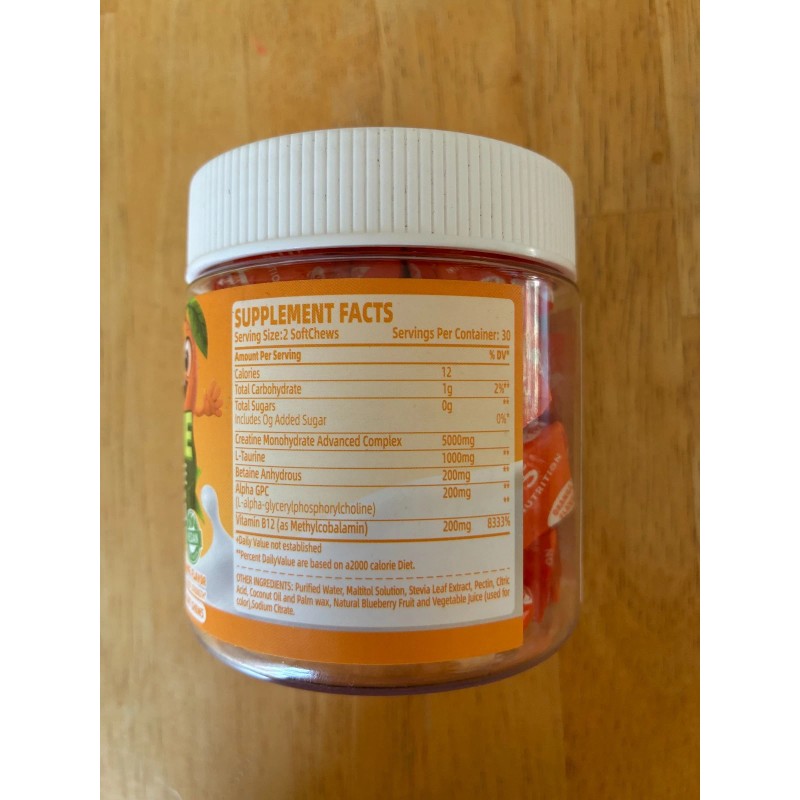 SUPPLEMENT FACTS
Serving Size:2 SoftChews Servings Per Container: 30
Amount Per Serving % DV*
Calories 12
Total Carbohydrate 1g 2%**
Total Sugars 0g **
Includes 0g Added Sugar 0%*
Creatine Monohydrate Advanced Complex 5000mg
L-Taurine 1000mg **
Betaine Anhydrous 200mg **
Alpha GPC 200mg **
(L-alpha-glycerylphosphorylcholine) **
Vitamin B12 (as Methylcobalamin) 200mg 8333%
*Daily Value not established
**Percent DailyValue are based on a2000 calorie Diet.
OTHER INGREDIENTS: Purified Water, Maltitol Solution, Stevia Leaf Extract, Pectin, Citric
Acid, Coconut Oil and Palm wax, Natural Blueberry Fruit and Vegetable Juice (used for
color),Sodium Citrate.